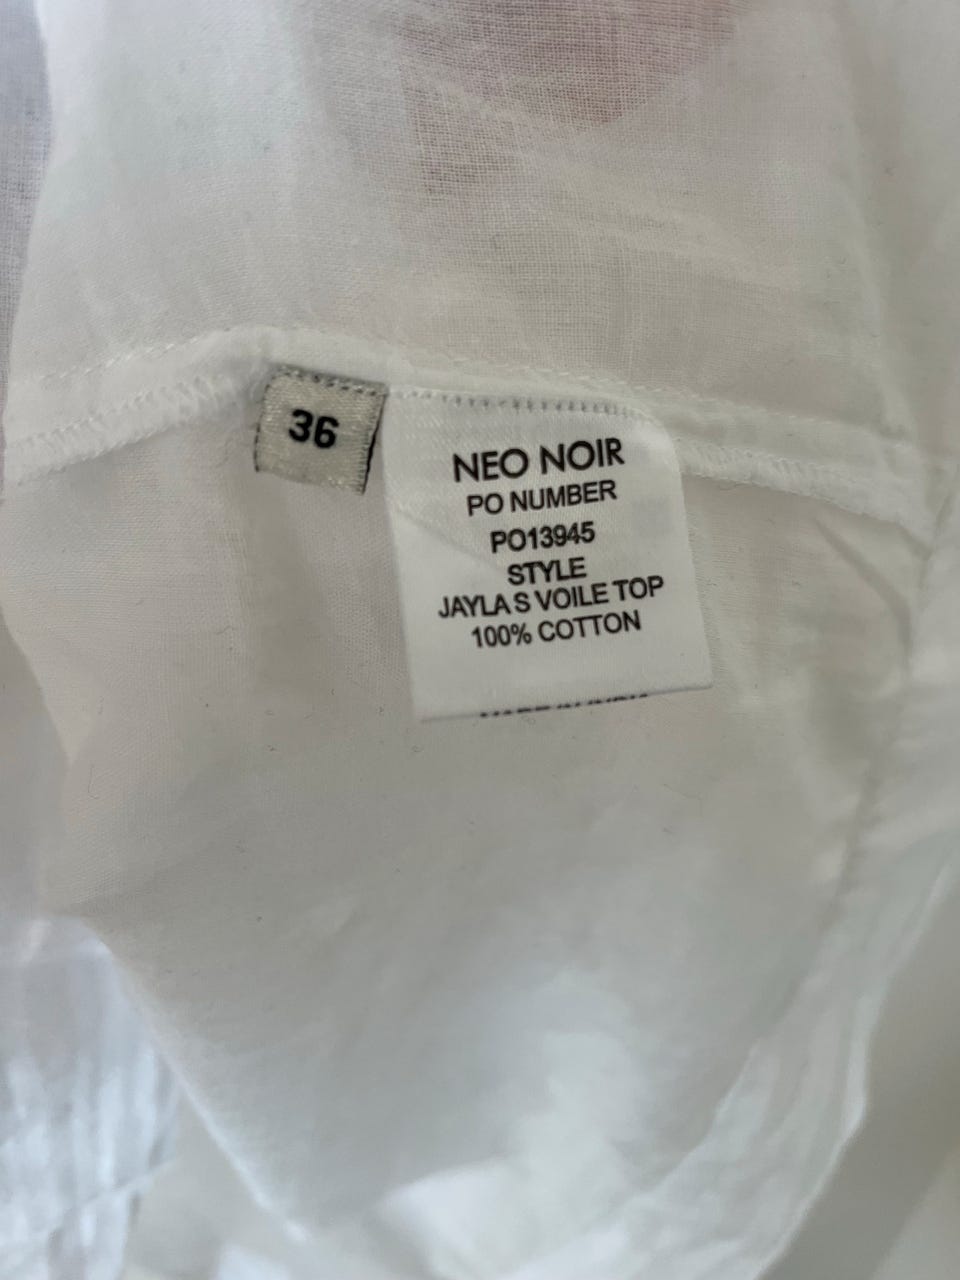 36
NEO NOIR
PO NUMBER
PO13945
STYLE
JAYLA S VOILE TOP
100% COTTON